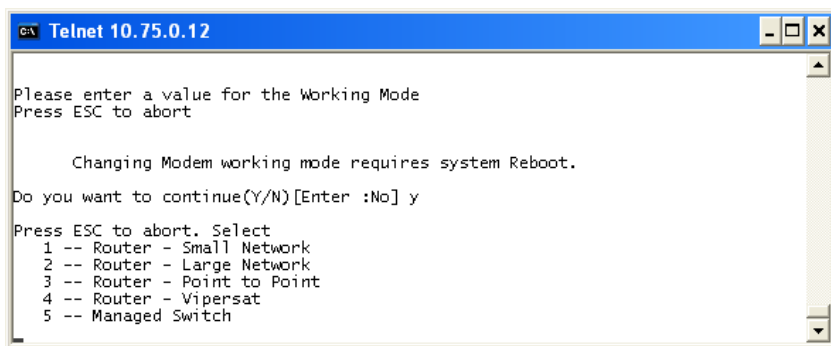 C:\ Telnet 10.75.0.12
Please enter a value for the Working Mode
Press ESC to abort
Changing Modem working mode requires system Reboot.
Do you want to continue(Y/N)[Enter :No] y
Press ESC to abort. Select
1 -- Router - Small Network
2 -- Router - Large Network
3 -- Router - Point to Point
4 -- Router - Vipersat
5 -- Managed Switch